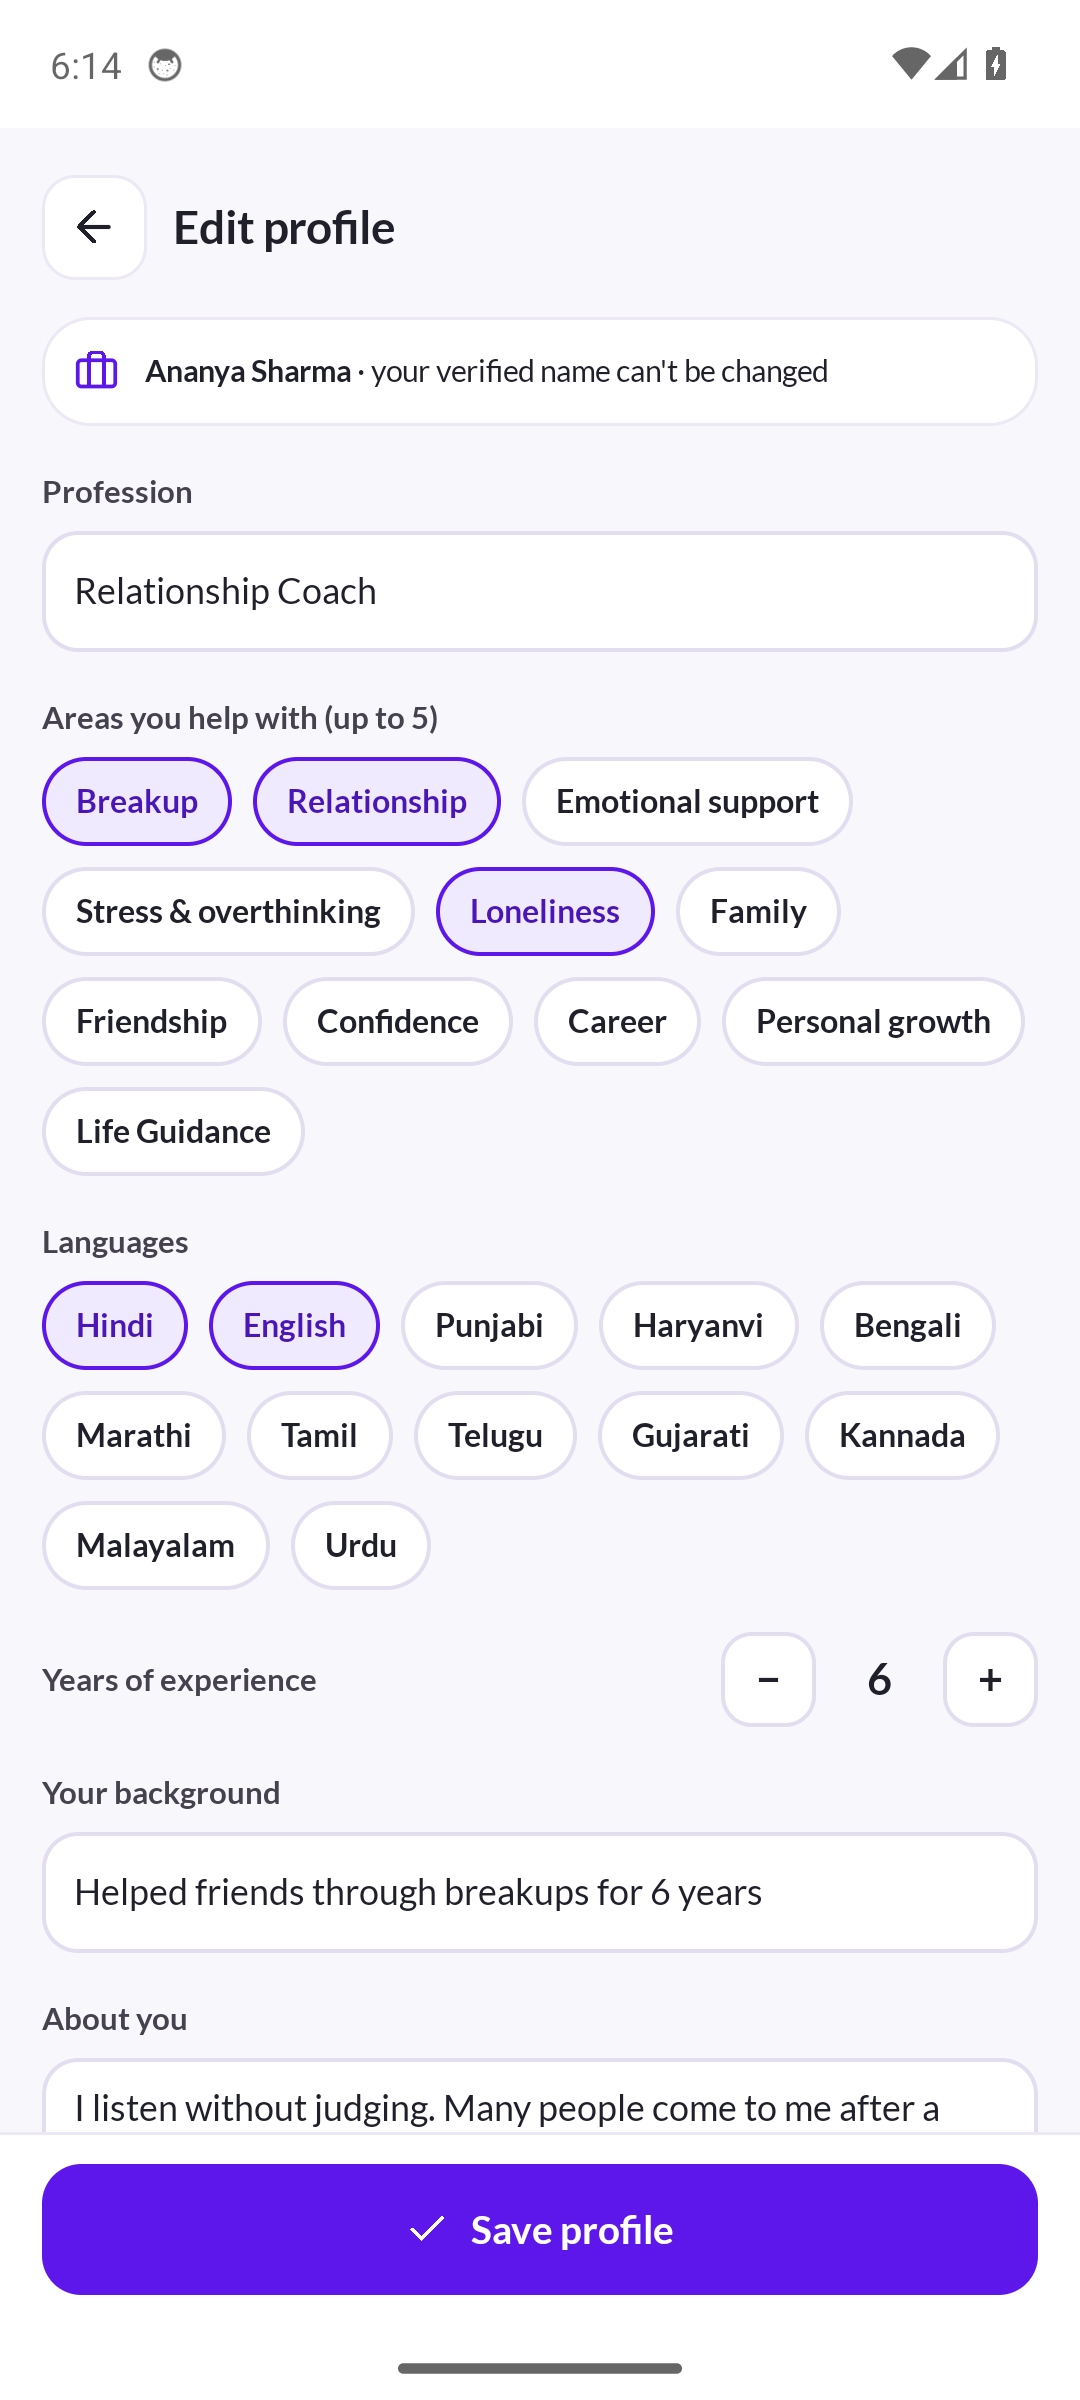 6:14
Edit profile
Ananya Sharma · your verified name can't be changed
Profession
Relationship Coach
Areas you help with (up to 5)
Breakup Relationship Emotional support
Stress & overthinking Loneliness Family
Friendship Confidence Career Personal growth
Life Guidance
Languages
Hindi English Punjabi Haryanvi Bengali
Marathi Tamil Telugu Gujarati Kannada
Malayalam Urdu
Years of experience − 6 +
Your background
Helped friends through breakups for 6 years
About you
I listen without judging. Many people come to me after a
Save profile